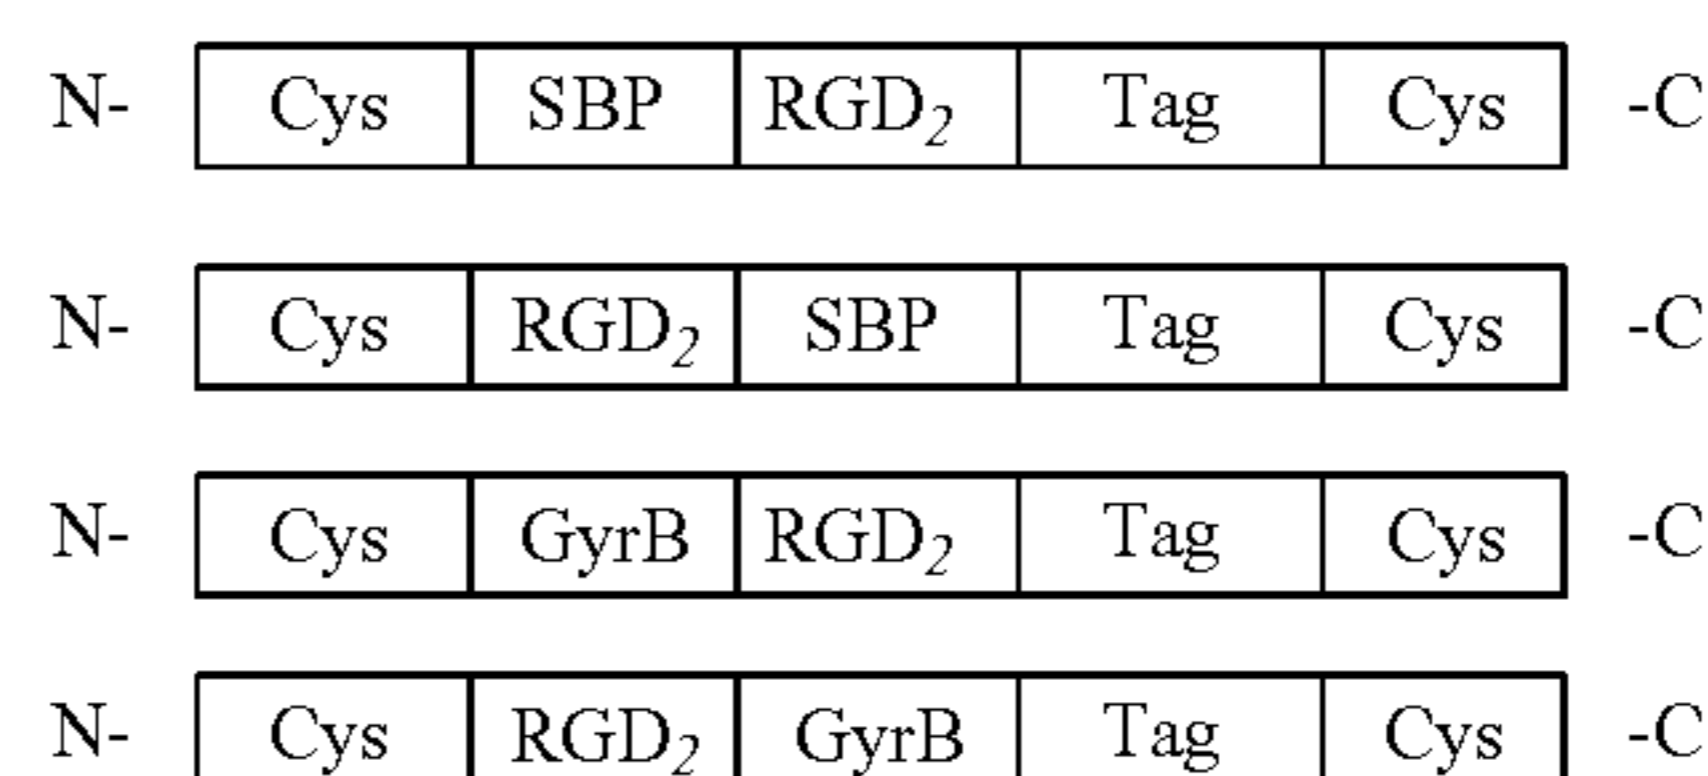 N- Cys SBP RGD₂ Tag Cys -C
N- Cys RGD₂ SBP Tag Cys -C
N- Cys GyrB RGD₂ Tag Cys -C
N- Cys RGD₂ GyrB Tag Cys -C